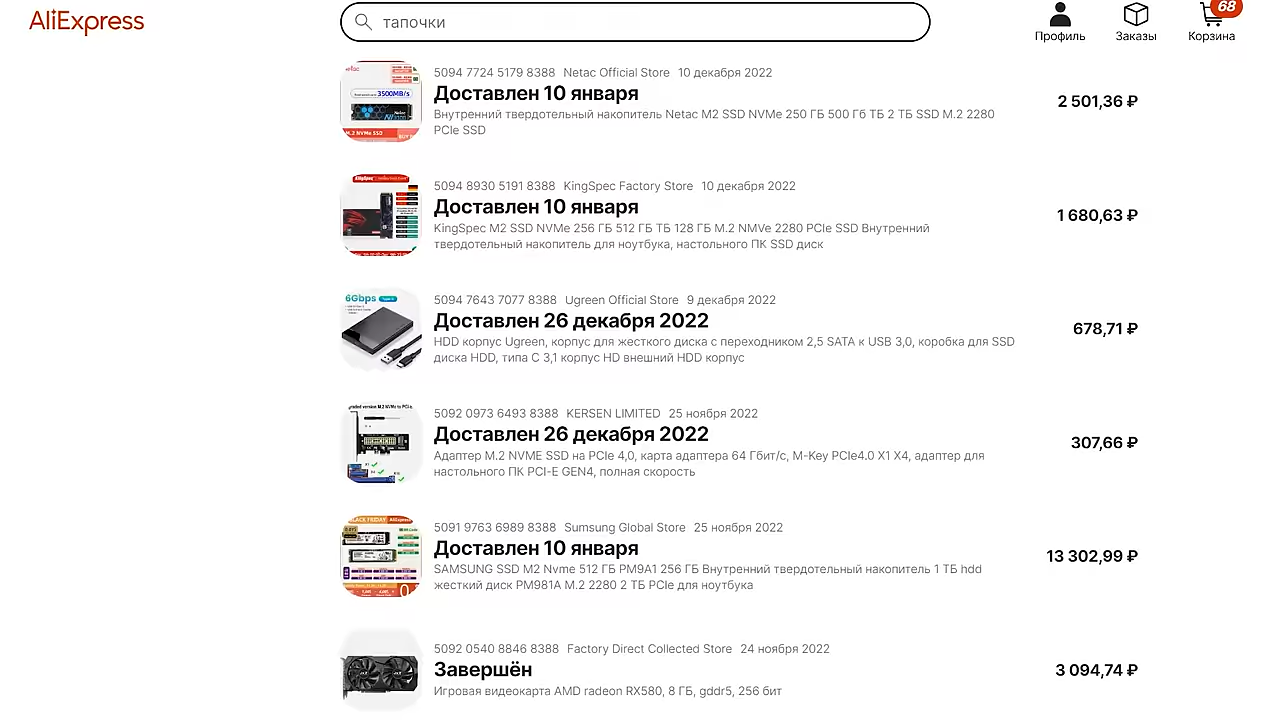 AliExpress
тапочки
68
Профиль
Заказы
Корзина
5094 7724 5179 8388 Netac Official Store 10 декабря 2022
Доставлен 10 января
Внутренний твердотельный накопитель Netac M2 SSD NVMe 250 ГБ 500 Гб ТБ 2 ТБ SSD M.2 2280
PCIe SSD
2 501,36 ₽
3500MB/s
M.2 NVME SSD
5094 8930 5191 8388 KingSpec Factory Store 10 декабря 2022
Доставлен 10 января
KingSpec M2 SSD NVMe 256 ГБ 512 ГБ ТБ 128 ГБ M.2 NMVe 2280 PCIe SSD Внутренний
твердотельный накопитель для ноутбука, настольного ПК SSD диск
1 680,63 ₽
6Gbps
5094 7643 7077 8388 Ugreen Official Store 9 декабря 2022
Доставлен 26 декабря 2022
HDD корпус Ugreen, корпус для жесткого диска с переходником 2,5 SATA к USB 3,0, коробка для SSD
диска HDD, типа C 3,1 корпус HD внешний HDD корпус
678,71 ₽
5092 0973 6493 8388 KERSEN LIMITED 25 ноября 2022
Доставлен 26 декабря 2022
Адаптер M.2 NVME SSD на PCIe 4,0, карта адаптера 64 Гбит/с, M-Key PCIe4.0 X1 X4, адаптер для
настольного ПК PCI-E GEN4, полная скорость
307,66 ₽
BLACK FRIDAY AliExpress
5091 9763 6989 8388 Sumsung Global Store 25 ноября 2022
Доставлен 10 января
SAMSUNG SSD M2 Nvme 512 ГБ PM9A1 256 ГБ Внутренний твердотельный накопитель 1 ТБ hdd
жесткий диск PM981A M.2 2280 2 ТБ PCIe для ноутбука
13 302,99 ₽
5092 0540 8846 8388 Factory Direct Collected Store 24 ноября 2022
Завершён
Игровая видеокарта AMD radeon RX580, 8 ГБ, gddr5, 256 бит
3 094,74 ₽